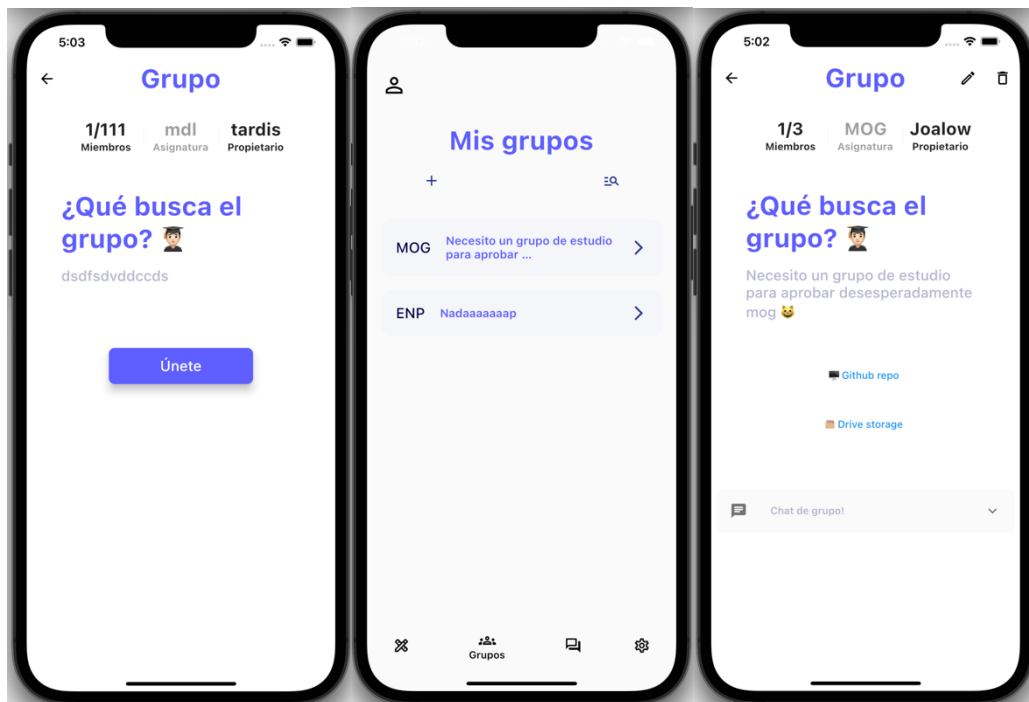 5:03
Grupo
1/111 mdl tardis
Miembros Asignatura Propietario
¿Qué busca el
grupo? 👨🏻‍🎓
dsdfsdvddccds
Únete
Mis grupos
MOG Necesito un grupo de estudio
para aprobar ...
ENP Nadaaaaaaap
Grupos
5:02
Grupo
1/3 MOG Joalow
Miembros Asignatura Propietario
¿Qué busca el
grupo? 👨🏻‍🎓
Necesito un grupo de estudio
para aprobar desesperadamente
mog 😺
🖥️ Github repo
🗂️ Drive storage
Chat de grupo!